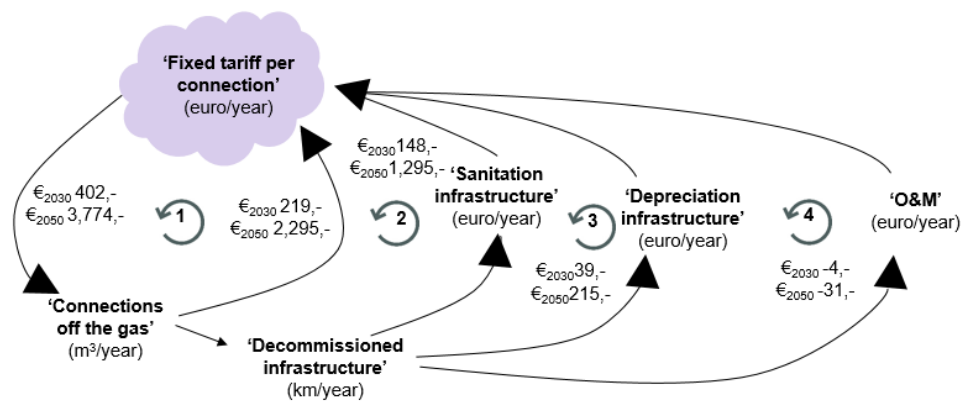 ‘Fixed tariff per
connection’
(euro/year)
€2030 402,-
€2050 3,774,-
1
€2030 219,-
€2050 2,295,-
€2030 148,-
€2050 1,295,-
2
‘Sanitation
infrastructure’
(euro/year)
3
‘Depreciation
infrastructure’
(euro/year)
€2030 39,-
€2050 215,-
4
‘O&M’
(euro/year)
€2030 -4,-
€2050 -31,-
‘Connections
off the gas’
(m³/year)
‘Decommissioned
infrastructure’
(km/year)